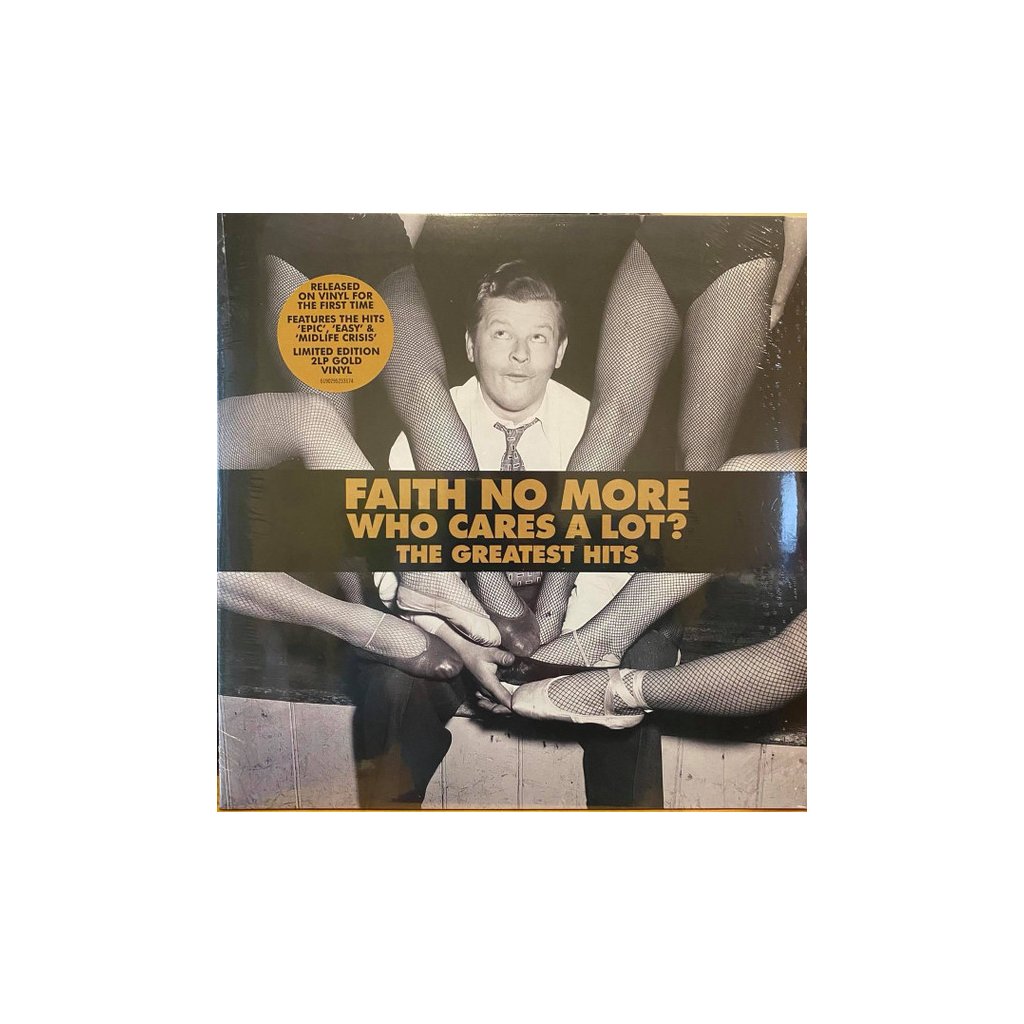 RELEASED
ON VINYL FOR
THE FIRST TIME
FEATURES THE HITS
'EPIC', 'EASY' &
'MIDLIFE CRISIS'
LIMITED EDITION
2LP GOLD
VINYL
FAITH NO MORE
WHO CARES A LOT?
THE GREATEST HITS